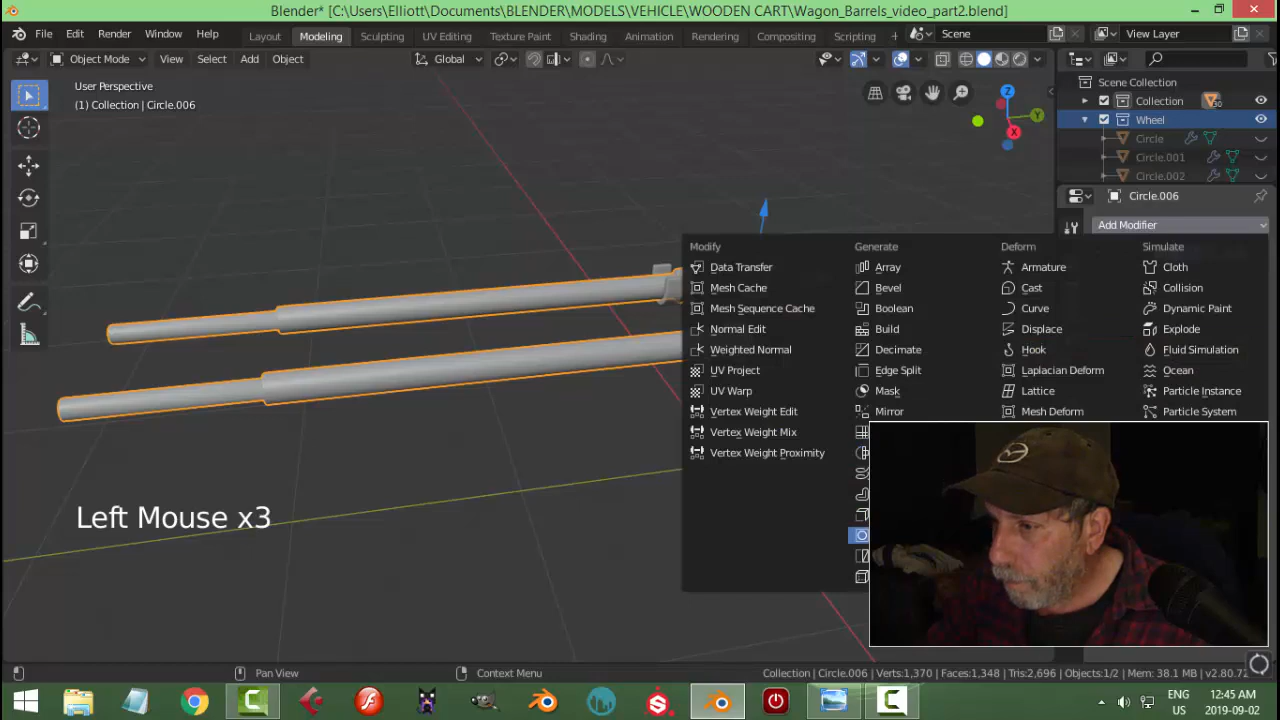 Blender* [C:\Users\Elliott\Documents\BLENDER\MODELS\VEHICLE\WOODEN CART\Wagon_Barrels_video_part2.blend]
File Edit Render Window Help
Layout Modeling Sculpting UV Editing Texture Paint Shading Animation Rendering Compositing Scripting + Scene View Layer
Object Mode View Select Add Object Global
User Perspective
(1) Collection | Circle.006
Scene Collection
Collection
Wheel
Circle
Circle.001
Circle.002
Circle.006
Add Modifier
Modify Generate Deform Simulate
Data Transfer Array Armature Cloth
Mesh Cache Bevel Cast Collision
Mesh Sequence Cache Boolean Curve Dynamic Paint
Normal Edit Build Displace Explode
Weighted Normal Decimate Hook Fluid Simulation
UV Project Edge Split Laplacian Deform Ocean
UV Warp Mask Lattice Particle Instance
Vertex Weight Edit Mirror Mesh Deform Particle System
Vertex Weight Mix
Vertex Weight Proximity
Left Mouse x3
Pan View Context Menu Collection | Circle.006 | Verts:1,370 | Faces:1,348 | Tris:2,696 | Objects:1/2 | Mem: 38.1 MB | v2.80.7
ENG 12:45 AM
US 2019-09-02